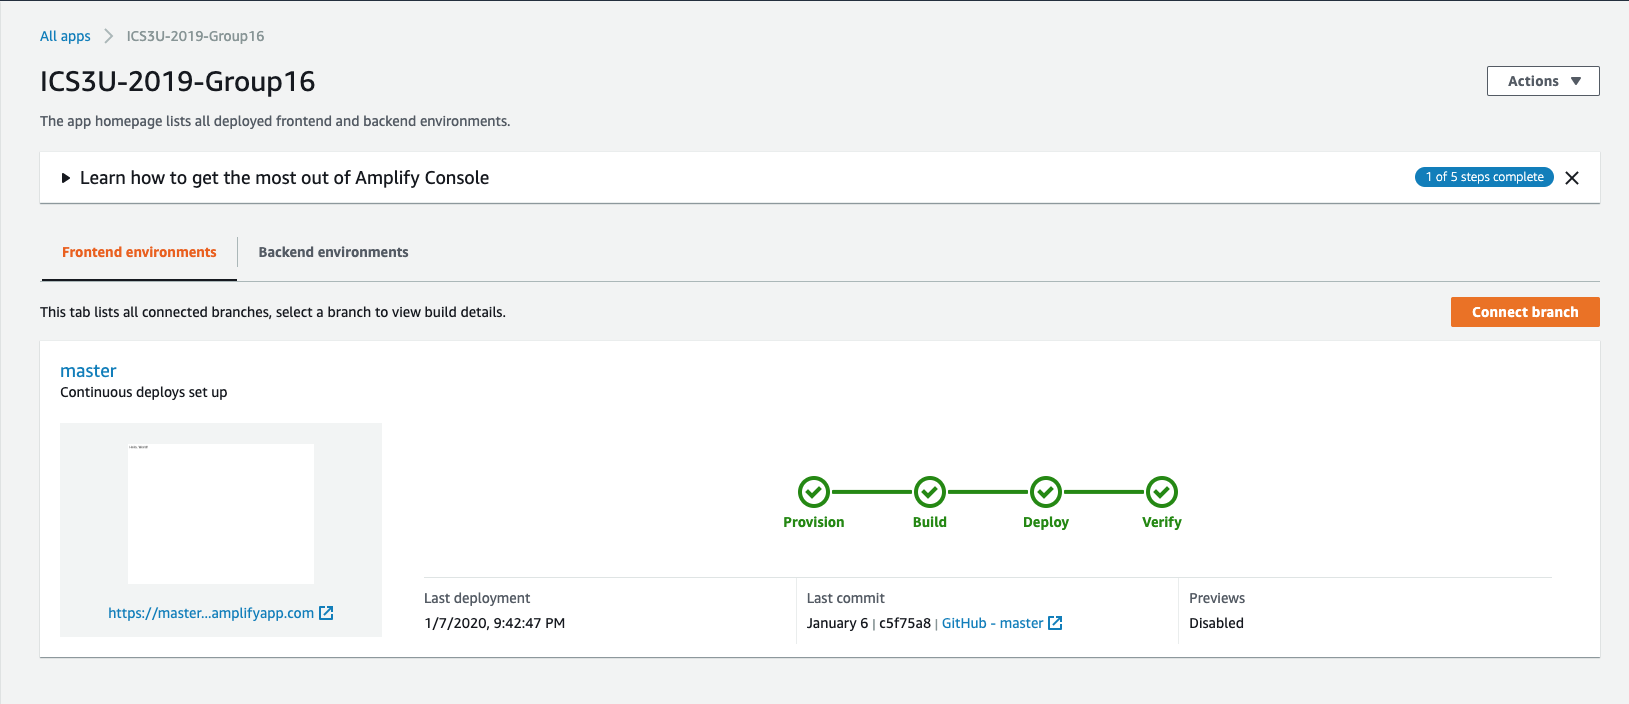 All apps ICS3U-2019-Group16
ICS3U-2019-Group16
Actions
The app homepage lists all deployed frontend and backend environments.
Learn how to get the most out of Amplify Console
1 of 5 steps complete
Frontend environments
Backend environments
This tab lists all connected branches, select a branch to view build details.
Connect branch
master
Continuous deploys set up
Provision
Build
Deploy
Verify
https://master...amplifyapp.com
Last deployment
1/7/2020, 9:42:47 PM
Last commit
January 6 | c5f75a8 | GitHub - master
Previews
Disabled